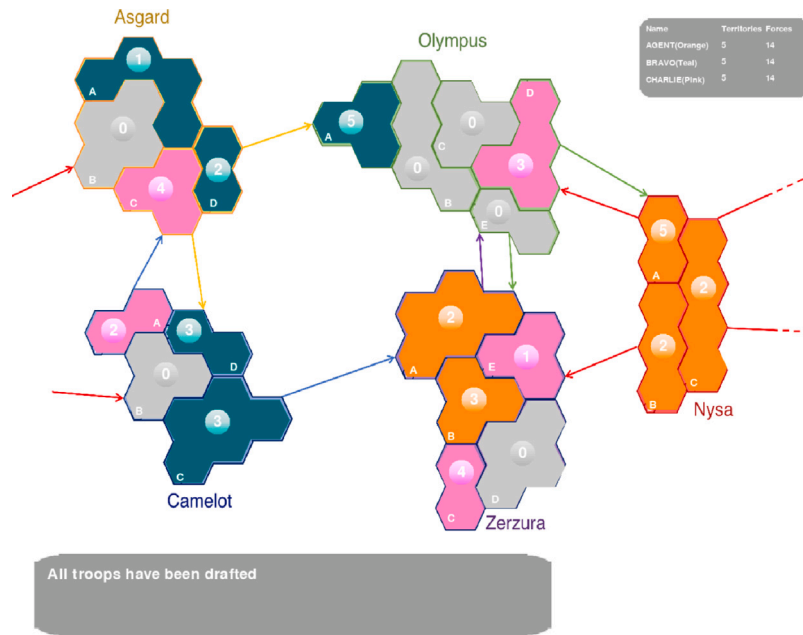 Asgard
Olympus
Name Territories Forces
AGENT(Orange) 5 14
BRAVO(Teal) 5 14
CHARLIE(Pink) 5 14
1
A
0
B
4
C
2
D
5
A
0
B
0
C
D
3
0
E
5
A
2
2
B
C
Nysa
2
A
3
D
0
B
3
C
Camelot
2
A
1
E
3
B
4
C
0
D
Zerzura
All troops have been drafted